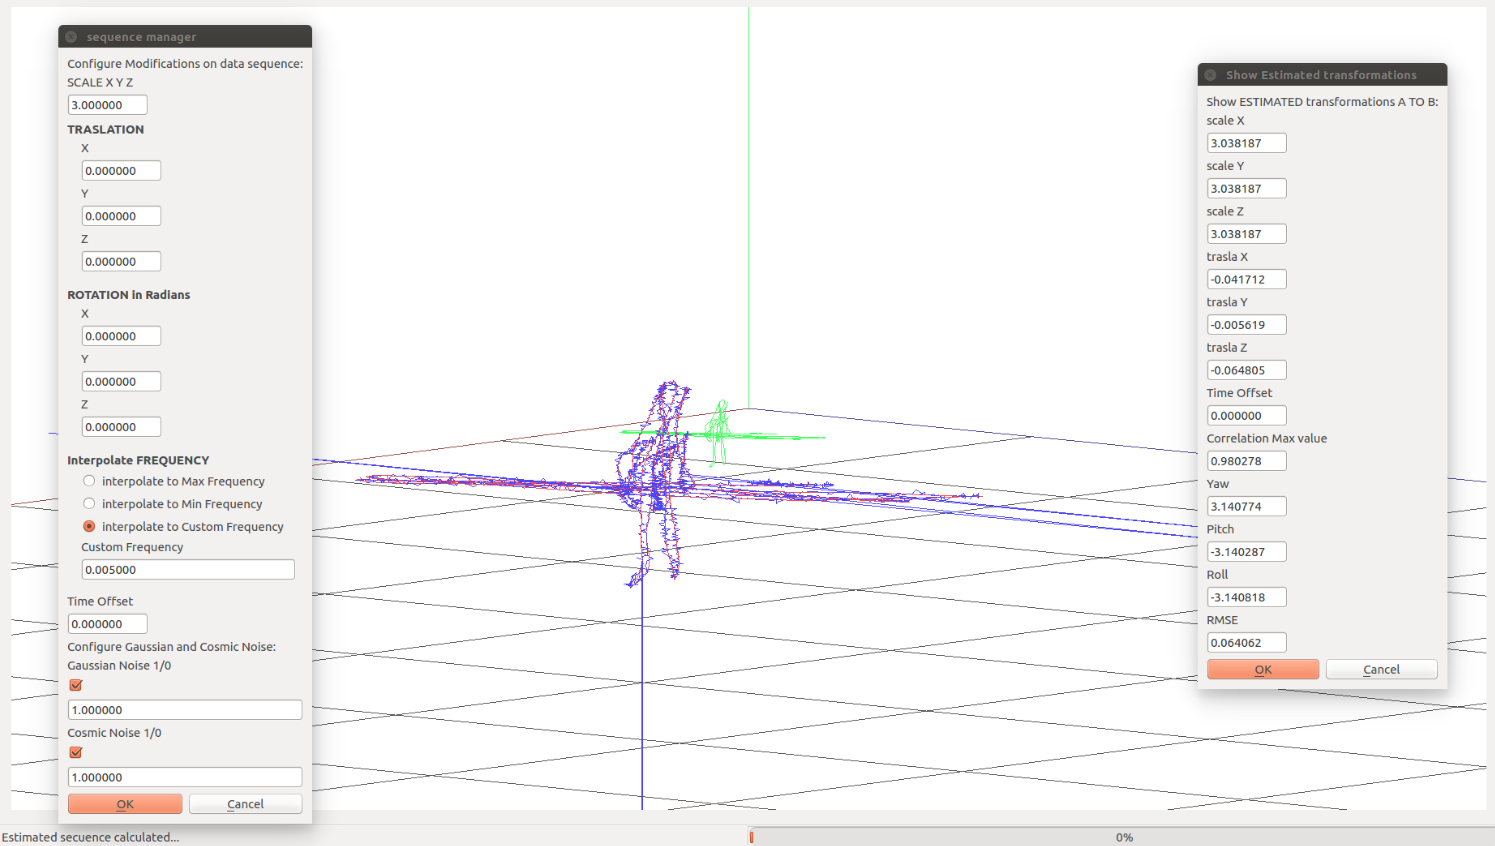 sequence manager
Configure Modifications on data sequence:
SCALE X Y Z
3.000000
TRASLATION
X
0.000000
Y
0.000000
Z
0.000000
ROTATION in Radians
X
0.000000
Y
0.000000
Z
0.000000
Interpolate FREQUENCY
interpolate to Max Frequency
interpolate to Min Frequency
interpolate to Custom Frequency
Custom Frequency
0.005000
Time Offset
0.000000
Configure Gaussian and Cosmic Noise:
Gaussian Noise 1/0
1.000000
Cosmic Noise 1/0
1.000000
OK Cancel
Show Estimated transformations
Show ESTIMATED transformations A TO B:
scale X
3.038187
scale Y
3.038187
scale Z
3.038187
trasla X
-0.041712
trasla Y
-0.005619
trasla Z
-0.064805
Time Offset
0.000000
Correlation Max value
0.980278
Yaw
3.140774
Pitch
-3.140287
Roll
-3.140818
RMSE
0.064062
OK Cancel
Estimated secuence calculated...
0%